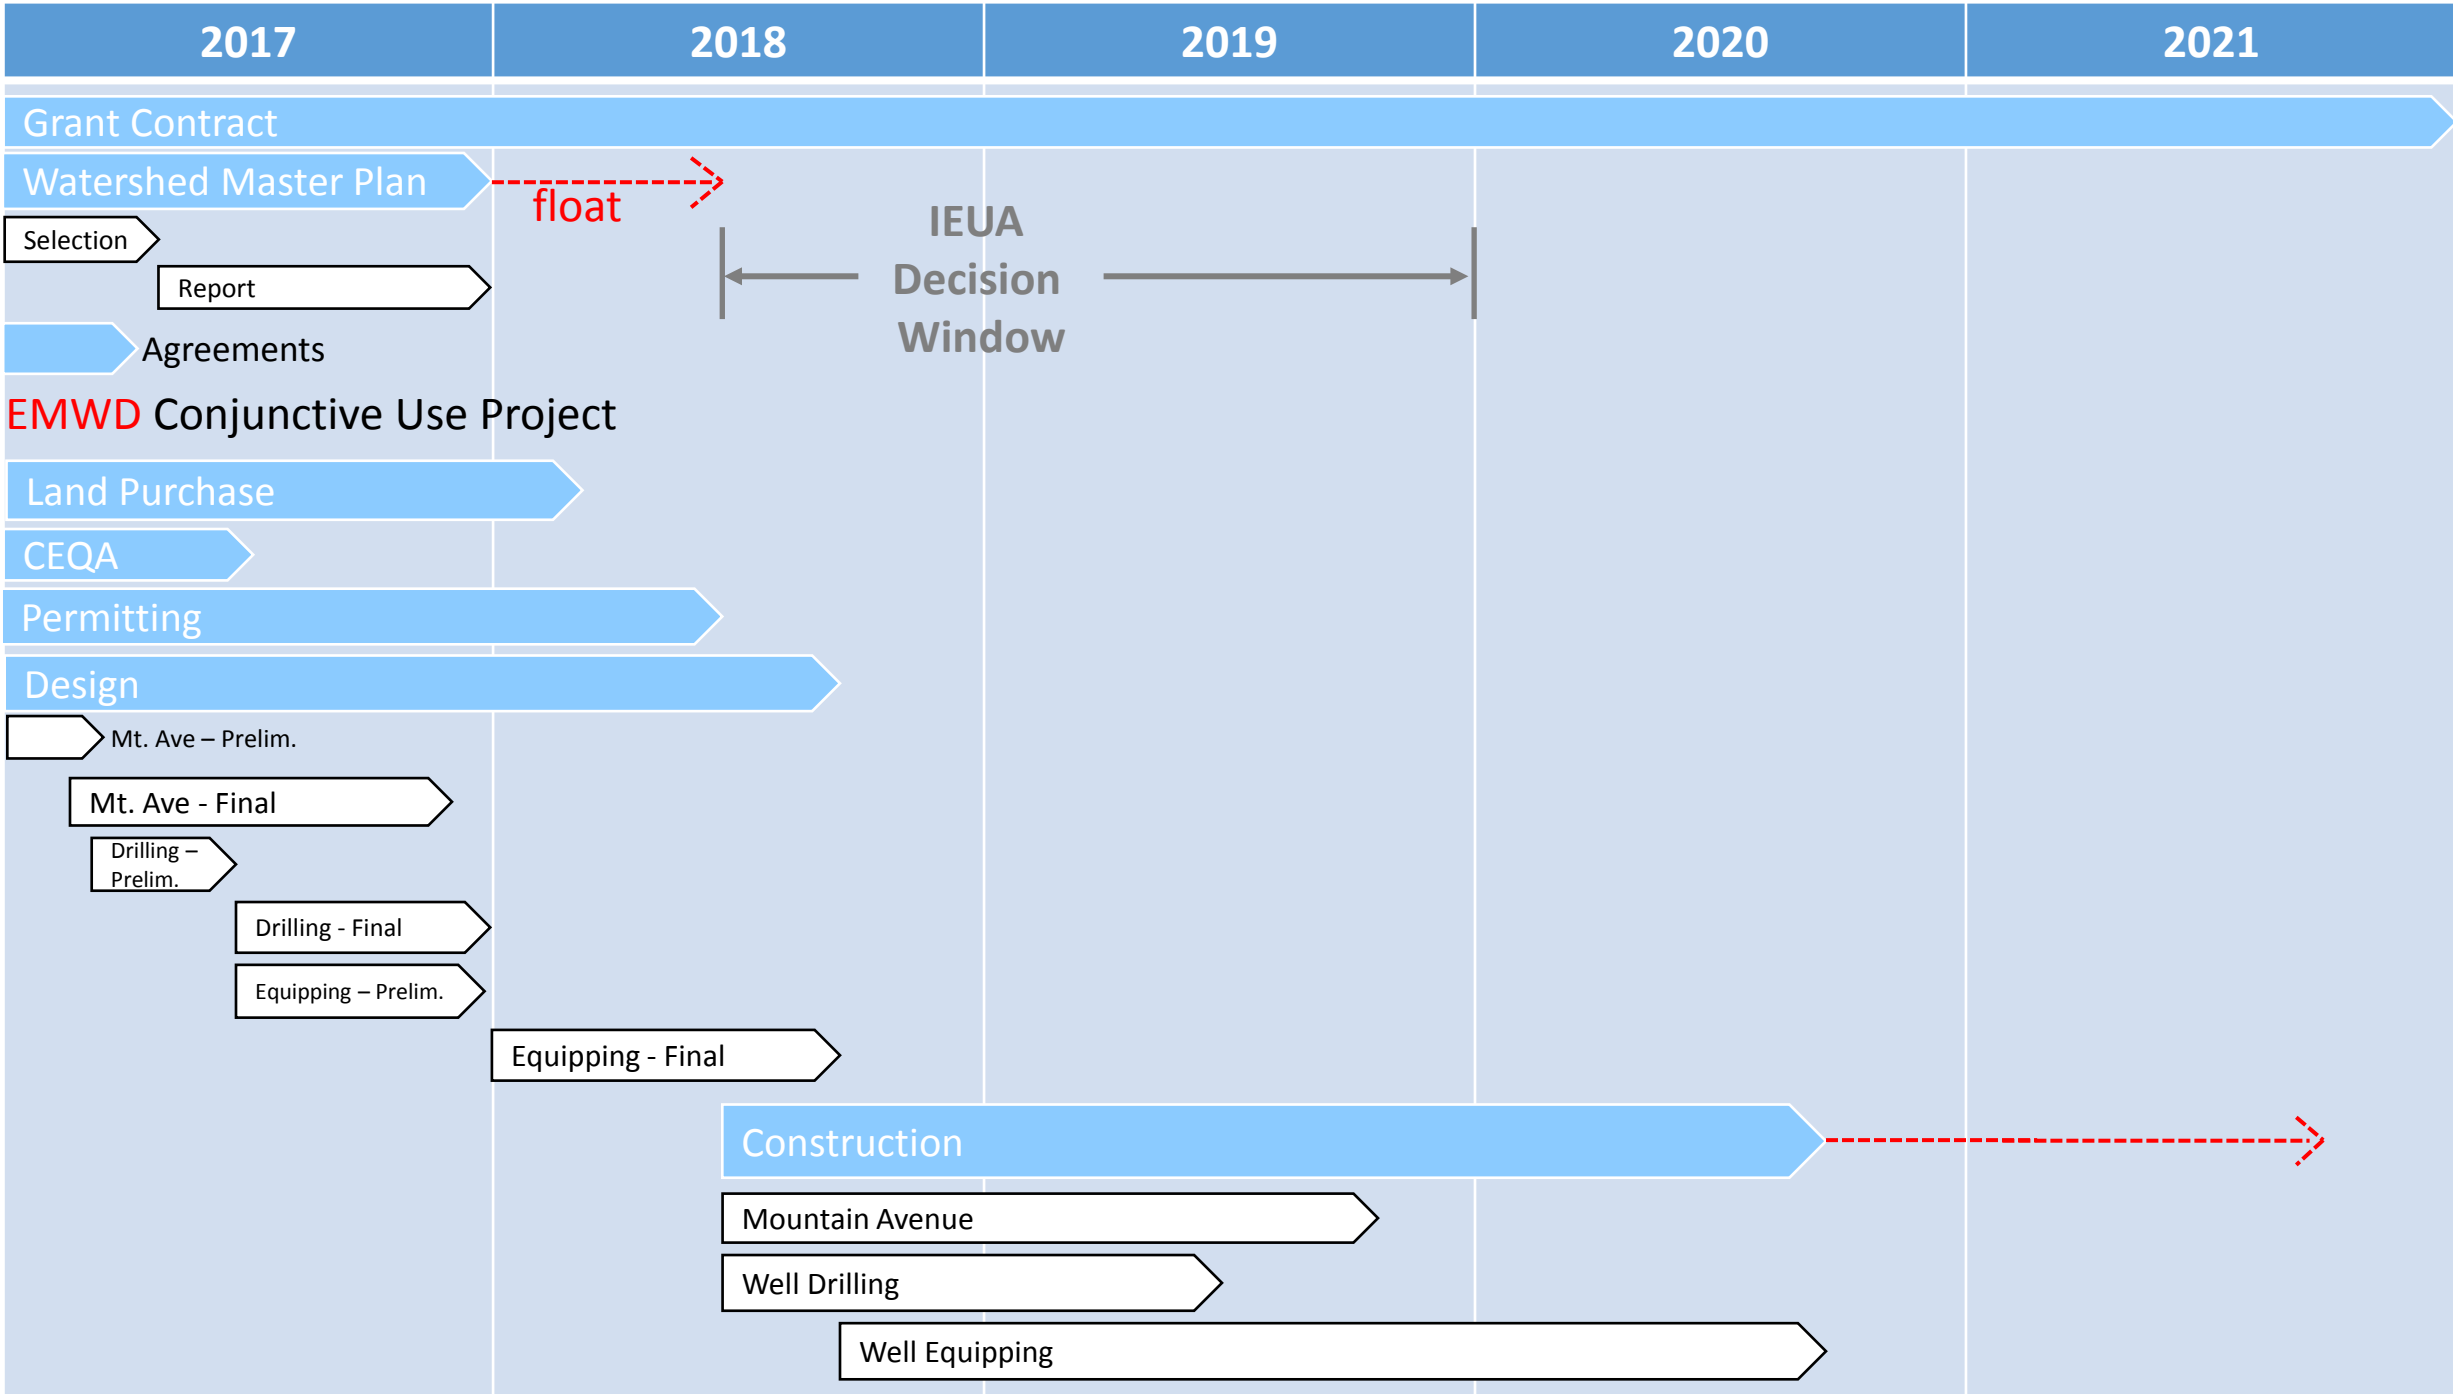 2017 2018 2019 2020 2021
Grant Contract
Watershed Master Plan
float
Selection
Report
IEUA
Decision
Window
Agreements
EMWD Conjunctive Use Project
Land Purchase
CEQA
Permitting
Design
Mt. Ave – Prelim.
Mt. Ave - Final
Drilling –
Prelim.
Drilling - Final
Equipping – Prelim.
Equipping - Final
Construction
Mountain Avenue
Well Drilling
Well Equipping